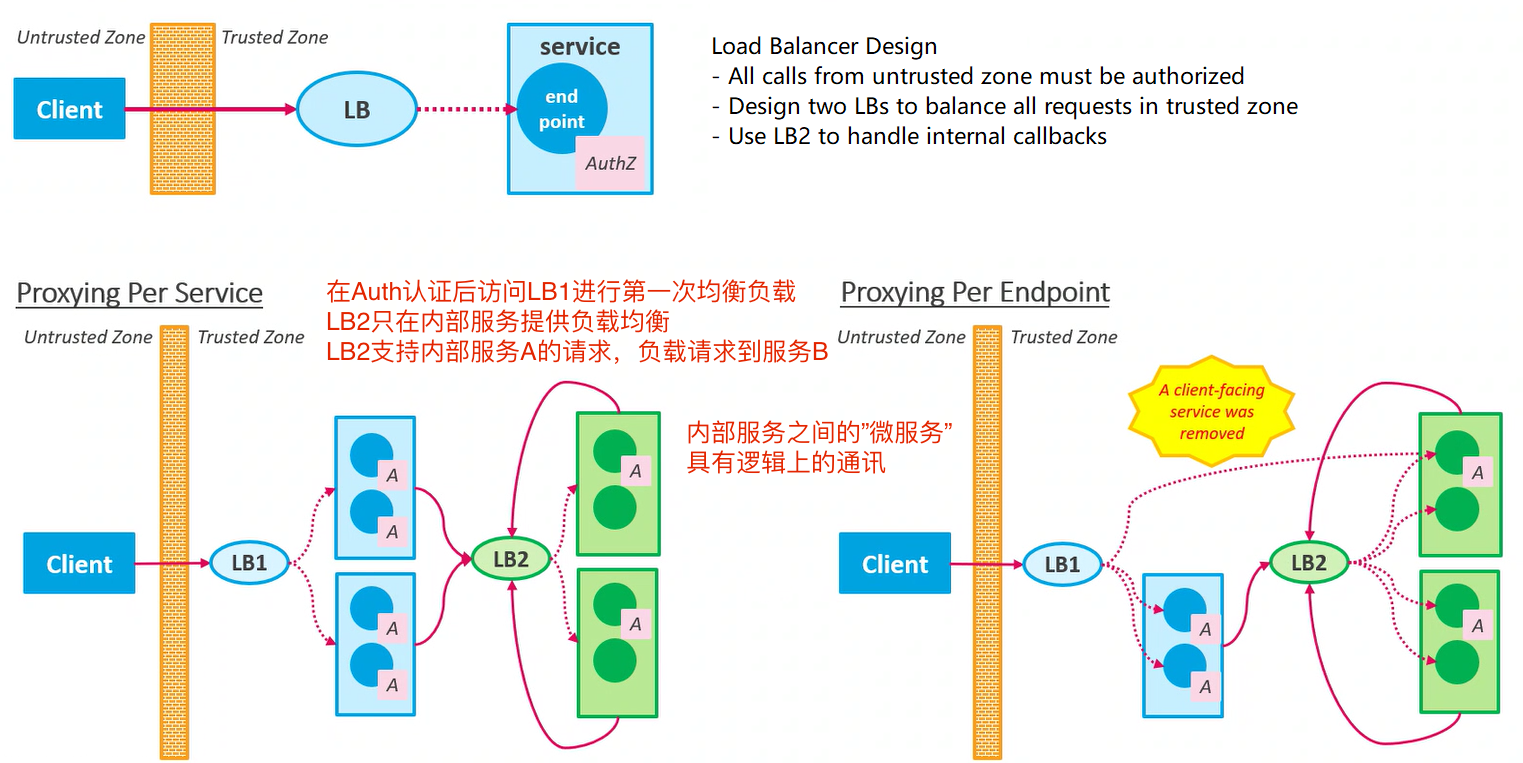 Untrusted Zone
Trusted Zone
Client
LB
service
end
point
AuthZ
Load Balancer Design
- All calls from untrusted zone must be authorized
- Design two LBs to balance all requests in trusted zone
- Use LB2 to handle internal callbacks
Proxying Per Service
在Auth认证后访问LB1进行第一次均衡负载
LB2只在内部服务提供负载均衡
LB2支持内部服务A的请求，负载请求到服务B
Untrusted Zone
Trusted Zone
Client
LB1
A
A
A
A
LB2
A
A
内部服务之间的”微服务”
具有逻辑上的通讯
Proxying Per Endpoint
Untrusted Zone
Trusted Zone
A client-facing
service was
removed
Client
LB1
A
A
LB2
A
A